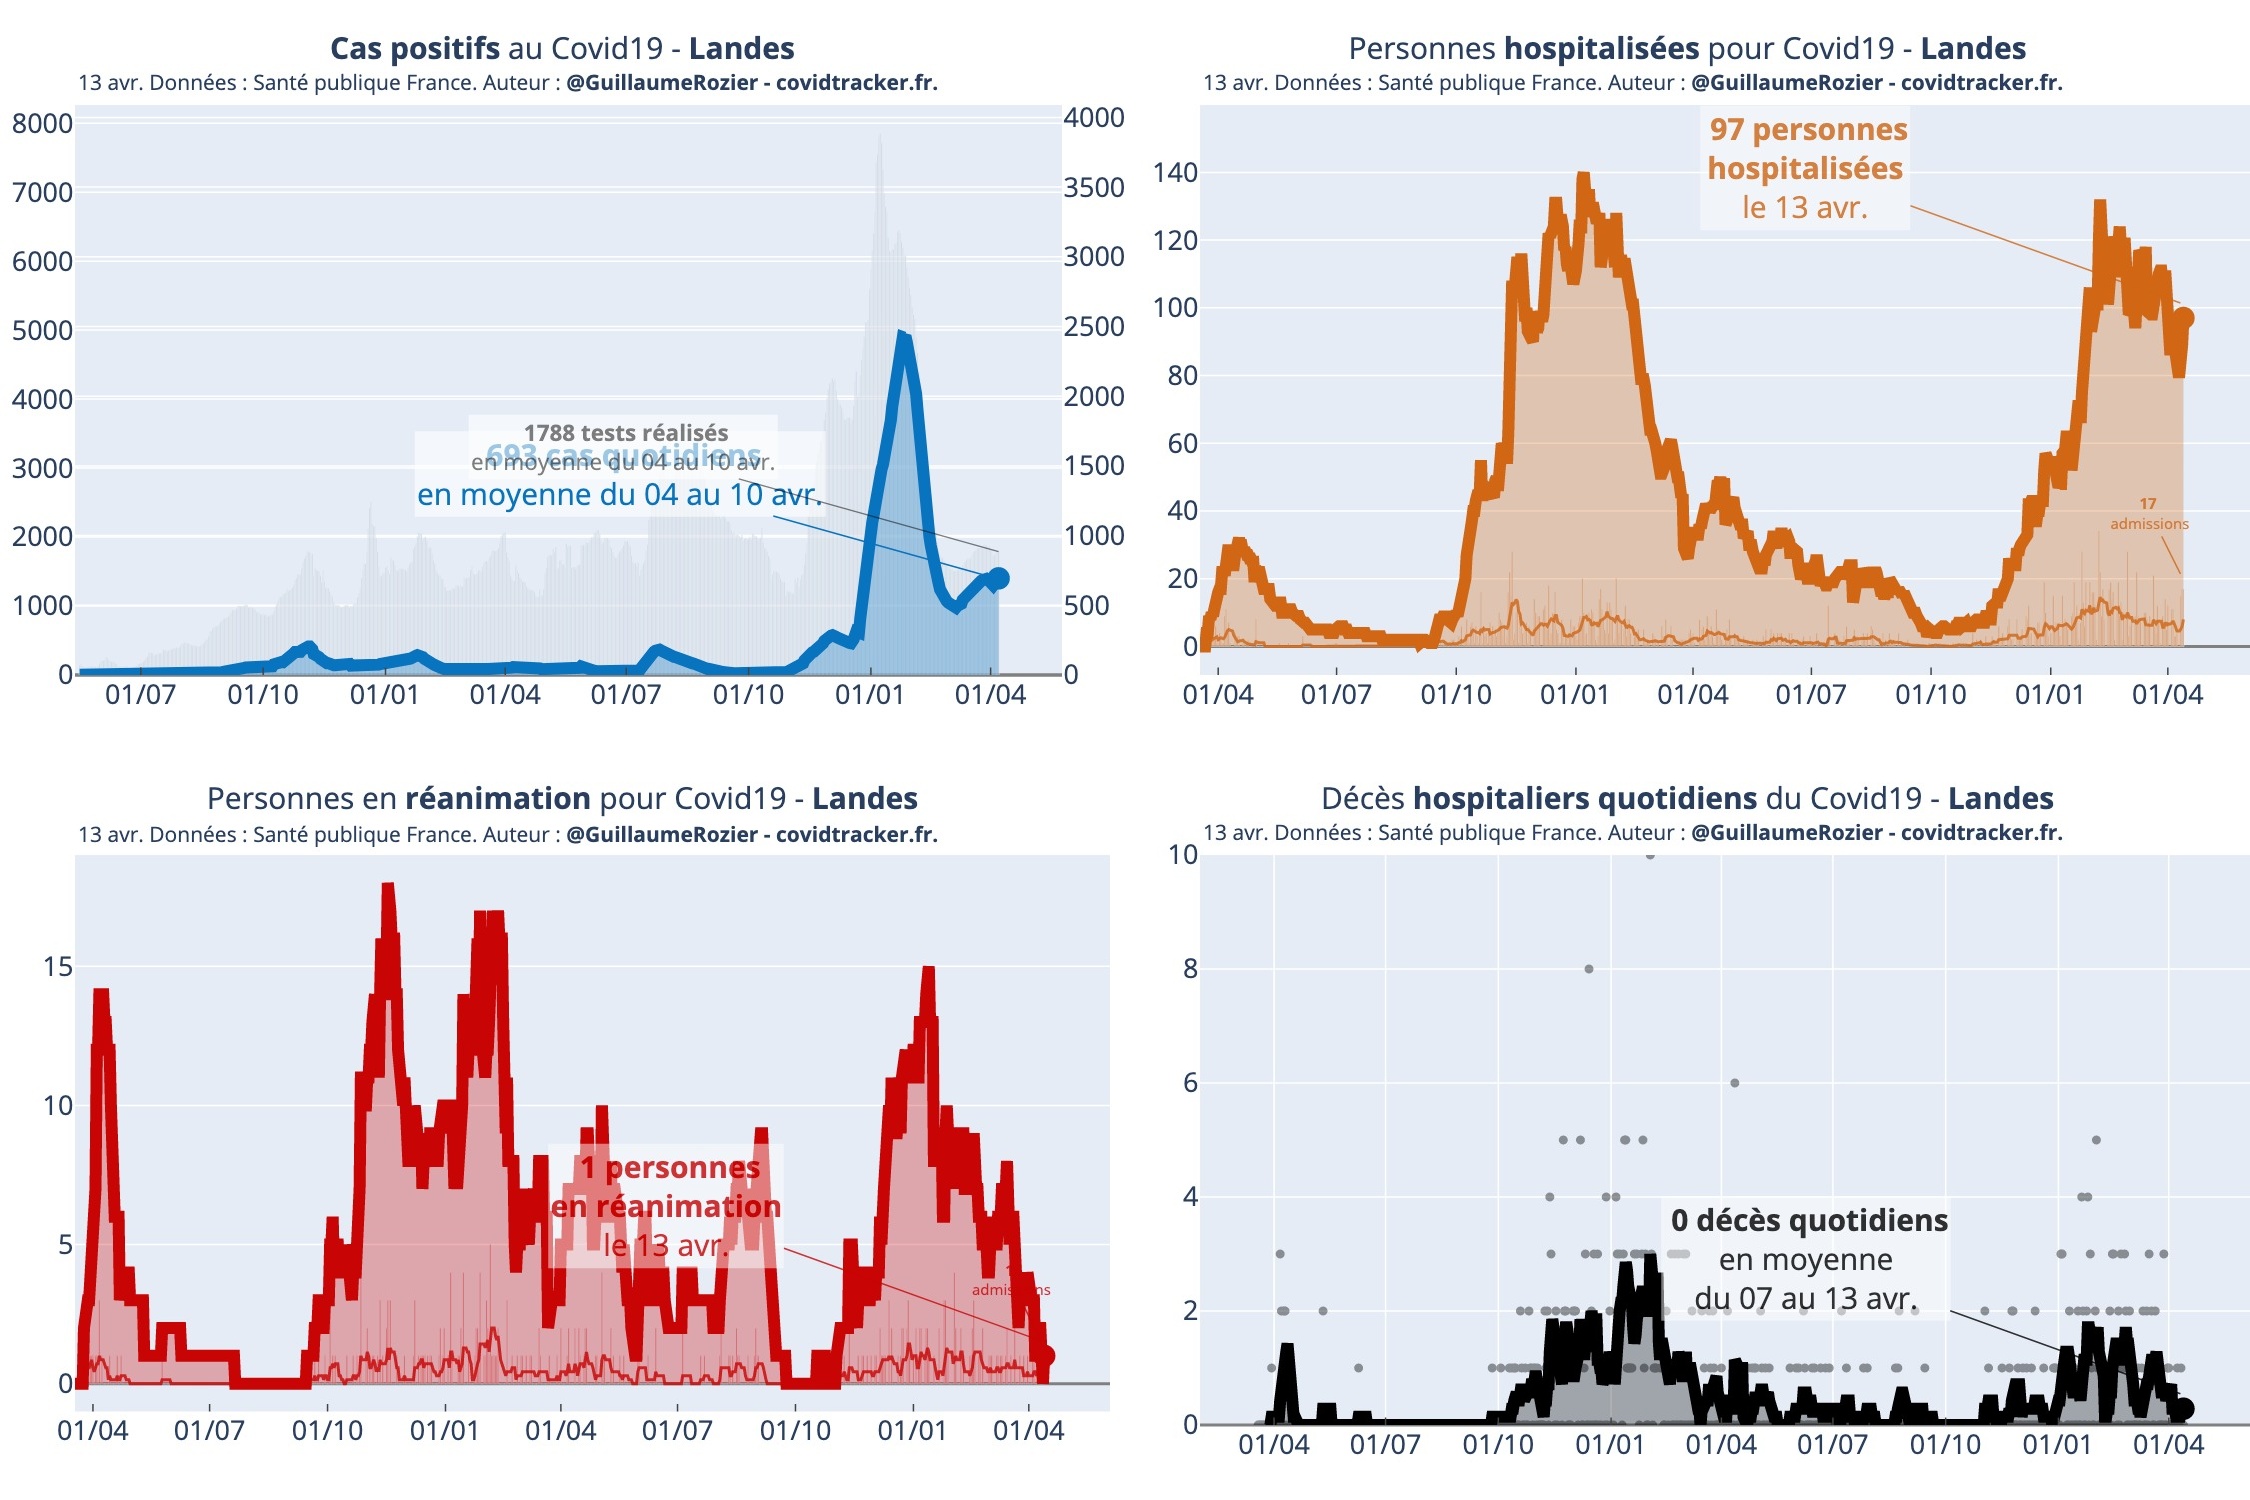 Cas positifs au Covid19 - Landes
13 avr. Données : Santé publique France. Auteur : @GuillaumeRozier - covidtracker.fr.
8000
7000
6000
5000
4000
3000
2000
1000
0
4000
3500
3000
2500
2000
1500
1000
500
0
1788 tests réalisés
en moyenne du 04 au 10 avr.
693 cas quotidiens
en moyenne du 04 au 10 avr.
01/07 01/10 01/01 01/04 01/07 01/10 01/01 01/04
Personnes hospitalisées pour Covid19 - Landes
13 avr. Données : Santé publique France. Auteur : @GuillaumeRozier - covidtracker.fr.
97 personnes
hospitalisées
le 13 avr.
140
120
100
80
60
40
20
0
17
admissions
01/04 01/07 01/10 01/01 01/04 01/07 01/10 01/01 01/04
Personnes en réanimation pour Covid19 - Landes
13 avr. Données : Santé publique France. Auteur : @GuillaumeRozier - covidtracker.fr.
15
10
5
0
1 personnes
en réanimation
le 13 avr.
admissions
01/04 01/07 01/10 01/01 01/04 01/07 01/10 01/01 01/04
Décès hospitaliers quotidiens du Covid19 - Landes
13 avr. Données : Santé publique France. Auteur : @GuillaumeRozier - covidtracker.fr.
10
8
6
4
2
0
0 décès quotidiens
en moyenne
du 07 au 13 avr.
01/04 01/07 01/10 01/01 01/04 01/07 01/10 01/01 01/04